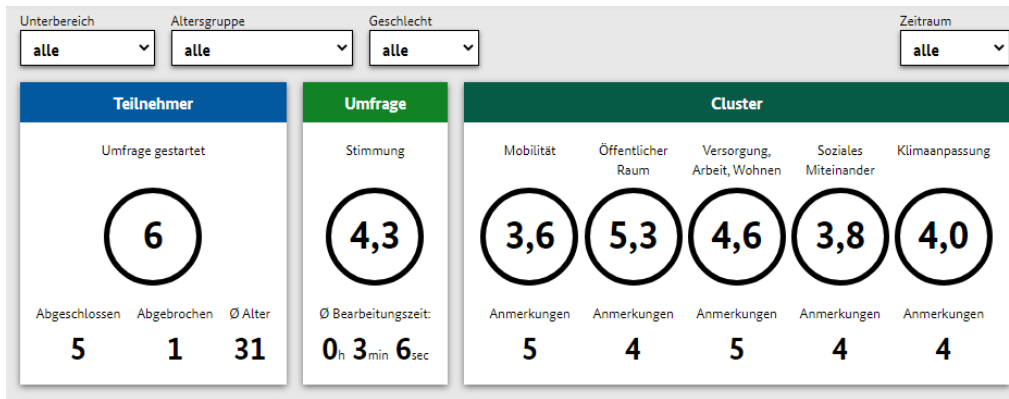 Unterbereich Altersgruppe Geschlecht Zeitraum
alle alle alle alle
Teilnehmer Umfrage Cluster
Umfrage gestartet
6
Abgeschlossen Abgebrochen Ø Alter
5 1 31
Stimmung
4,3
Ø Bearbeitungszeit:
0h 3min 6sec
Mobilität Öffentlicher Raum Versorgung, Arbeit, Wohnen Soziales Miteinander Klimaanpassung
3,6 5,3 4,6 3,8 4,0
Anmerkungen Anmerkungen Anmerkungen Anmerkungen Anmerkungen
5 4 5 4 4